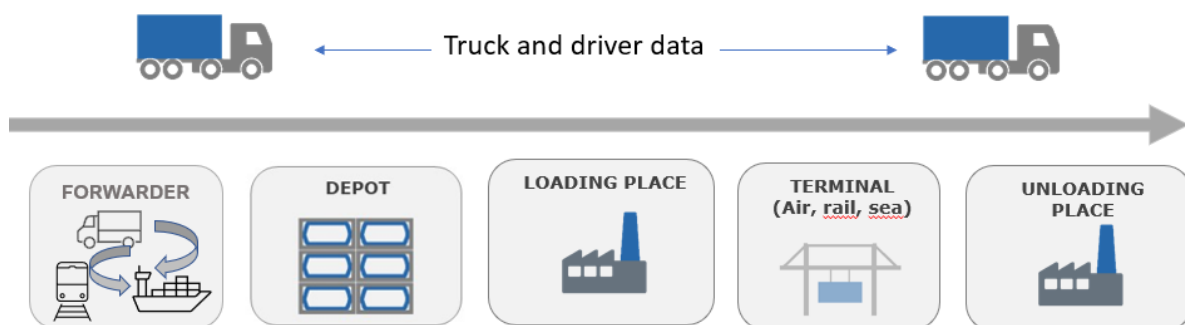 Truck and driver data
FORWARDER
DEPOT
LOADING PLACE
TERMINAL
(Air, rail, sea)
UNLOADING
PLACE